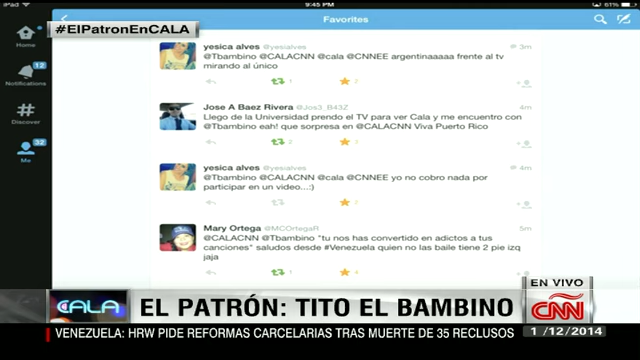 iPad
9:45 PM
61%
#ElPatronEnCALA
Favorites
Home
12
Notifications
Discover
32
Me
yesica alves @yesialves 3m
@Tbambino @CALACNN @cala @CNNEE argentinaaaaa frente al tv
mirando al único
Jose A Baez Rivera @Jos3_B43Z 4m
Llego de la Universidad prendo el TV para ver Cala y me encuentro con
@Tbambino eah! que sorpresa en @CALACNN Viva Puerto Rico
2
yesica alves @yesialves 4m
@Tbambino @CALACNN @cala @CNNEE yo no cobro nada por
participar en un video...:)
Mary Ortega @MCOrtegaR 5m
@CALACNN @Tbambino "tu nos has convertido en adictos a tus
canciones" saludos desde #Venezuela quien no las baile tiene 2 pie izq
jaja
EN VIVO
CALA
EL PATRÓN: TITO EL BAMBINO
CNN
VENEZUELA: HRW PIDE REFORMAS CARCELARIAS TRAS MUERTE DE 35 RECLUSOS
1/12/2014